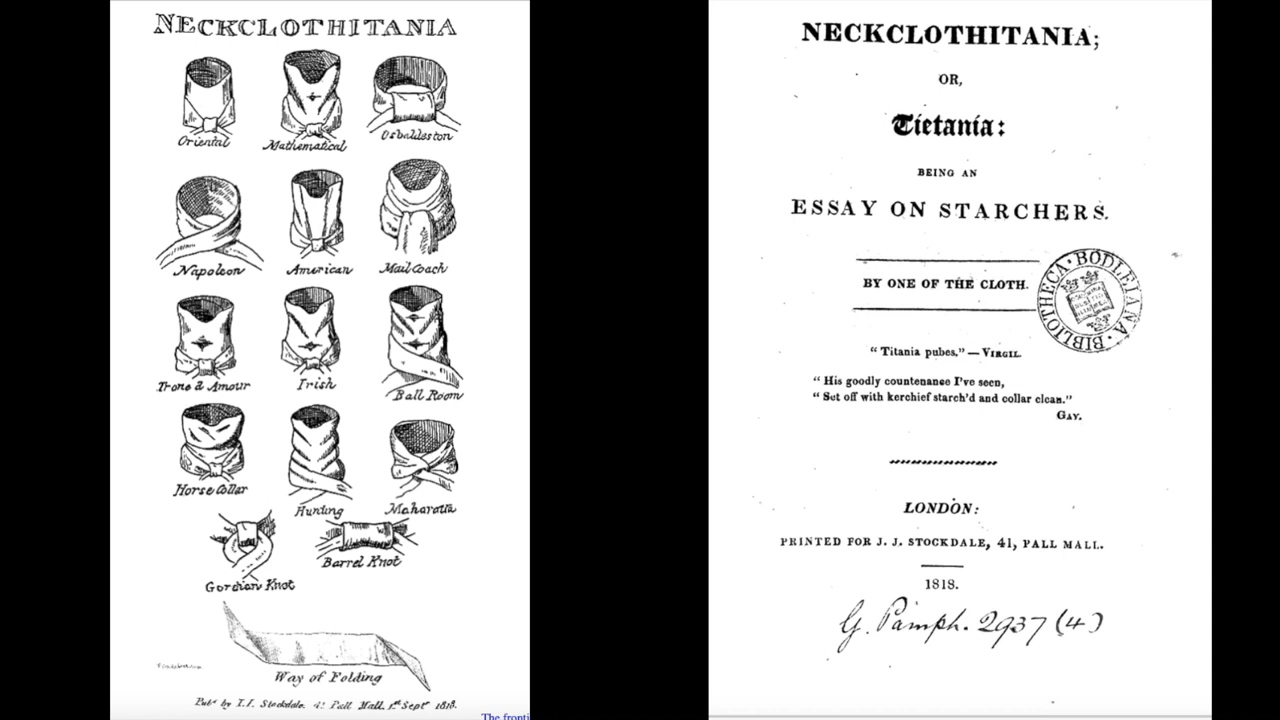 NECKCLOTHITANIA
Oriental
Mathematical
Osbaldeston
Napoleon
American
Mail Coach
Trone d Amour
Irish
Ball Room
Horse Collar
Hunting
Maharatta
Gordian Knot
Barrel Knot
Way of Folding
Pubd by I.I. Stockdale. 41 Pall Mall. 1st Septr 1818.
The fronti
NECKCLOTHITANIA;
OR,
Tietania:
BEING AN
ESSAY ON STARCHERS.
BY ONE OF THE CLOTH.
BIBLIOTHECA·BODLEIANA·
“ Titania pubes.” — VIRGIL.
“ His goodly countenance I've seen,
“ Set off with kerchief starch'd and collar clean.”
GAY.
LONDON:
PRINTED FOR J. J. STOCKDALE, 41, PALL MALL.
1818.
G. Pamph. 2937 (4)